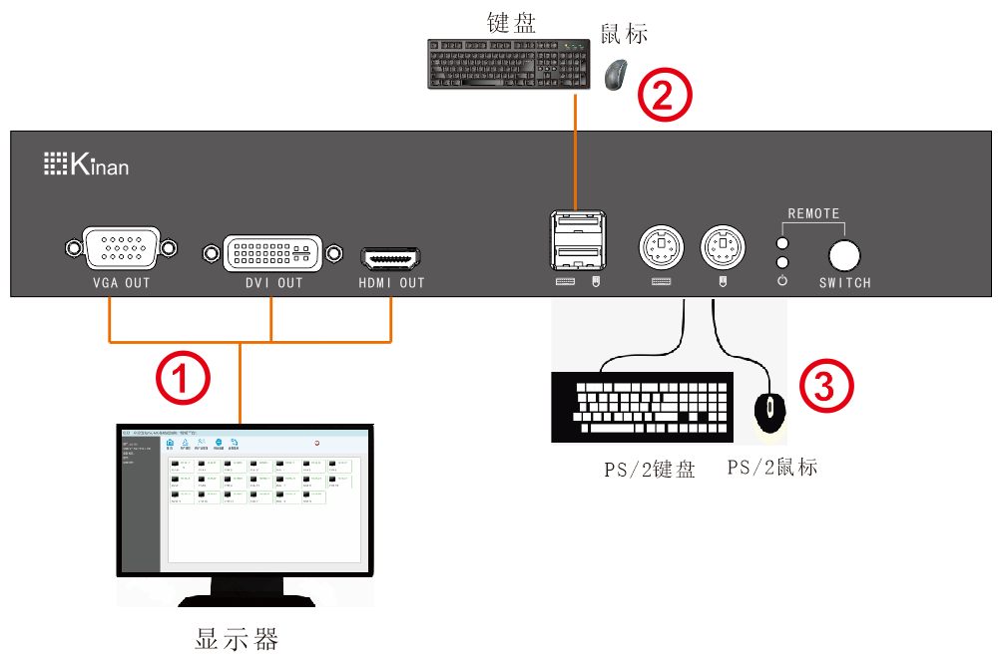 键盘
鼠标
②
Kinan
REMOTE
VGA OUT
DVI OUT
HDMI OUT
SWITCH
①
③
PS/2键盘
PS/2鼠标
显示器